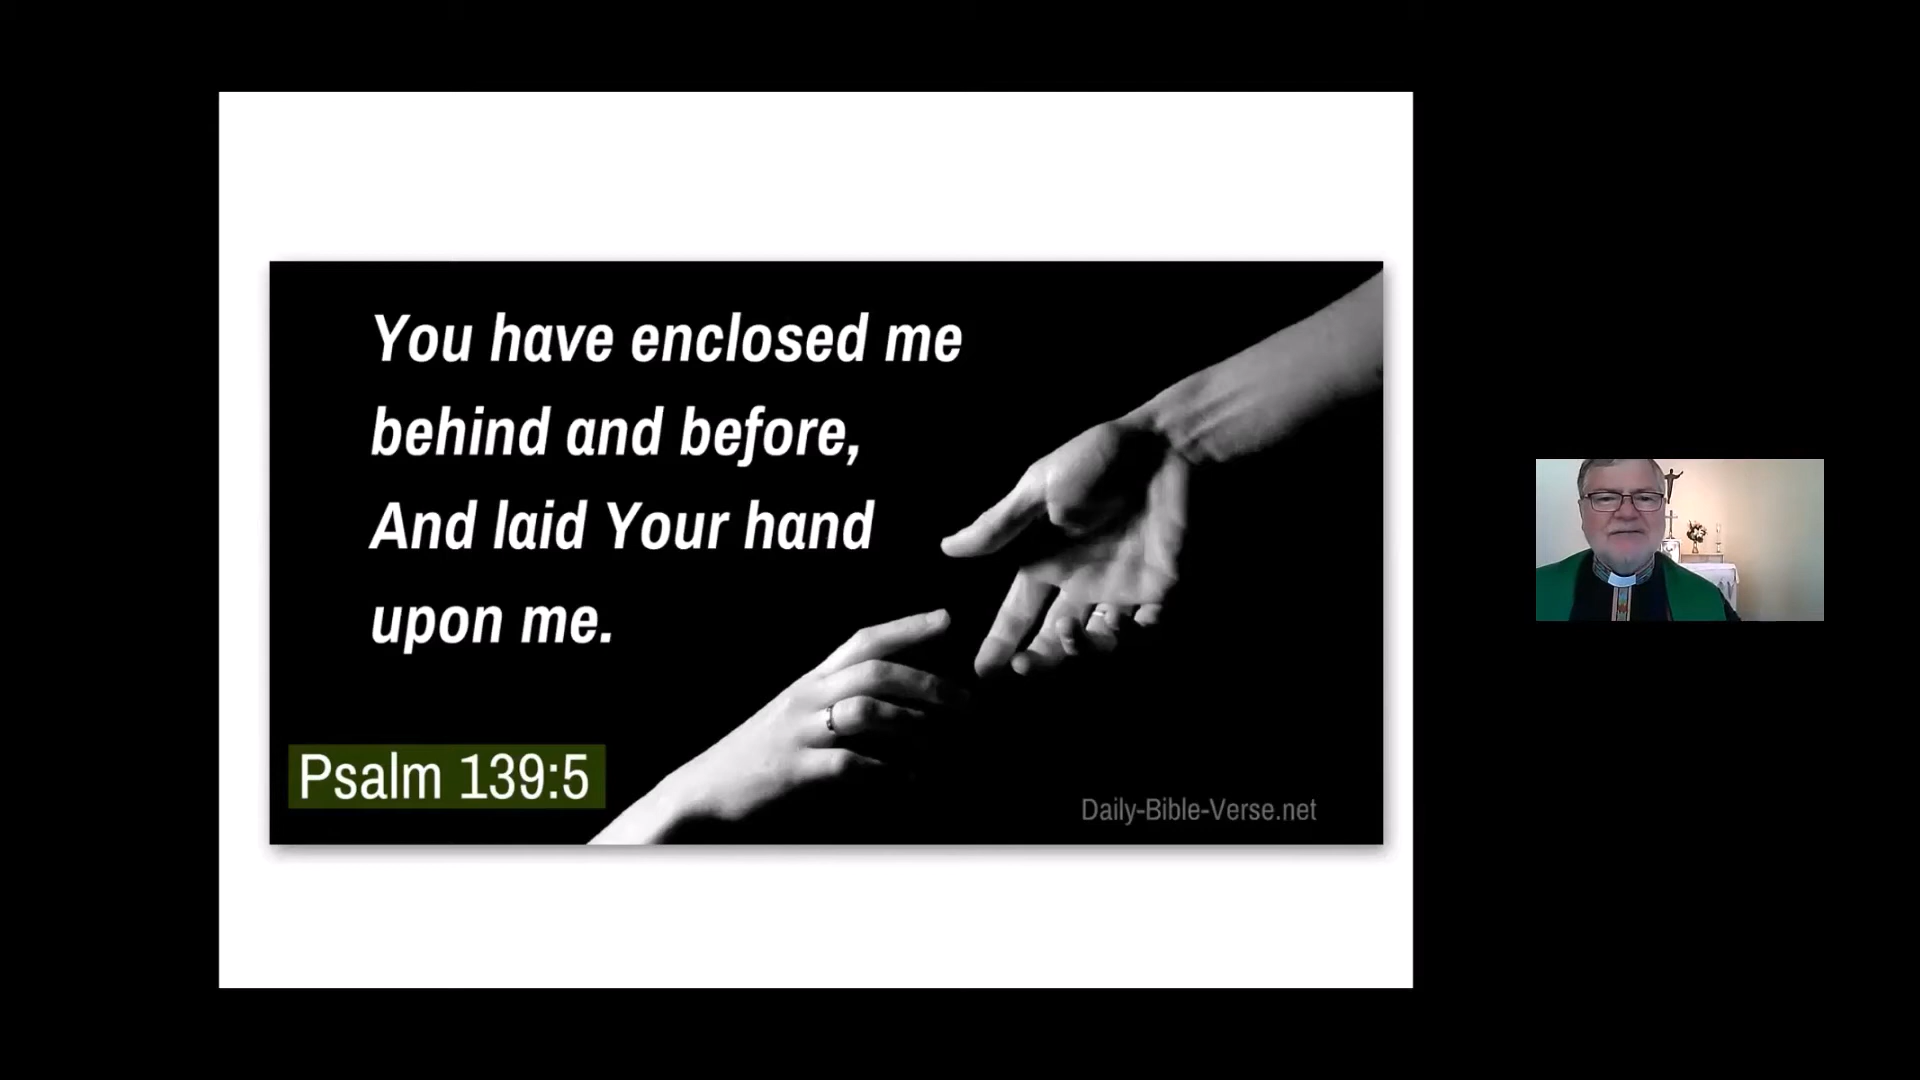 You have enclosed me
behind and before,
And laid Your hand
upon me.
Psalm 139:5
Daily-Bible-Verse.net